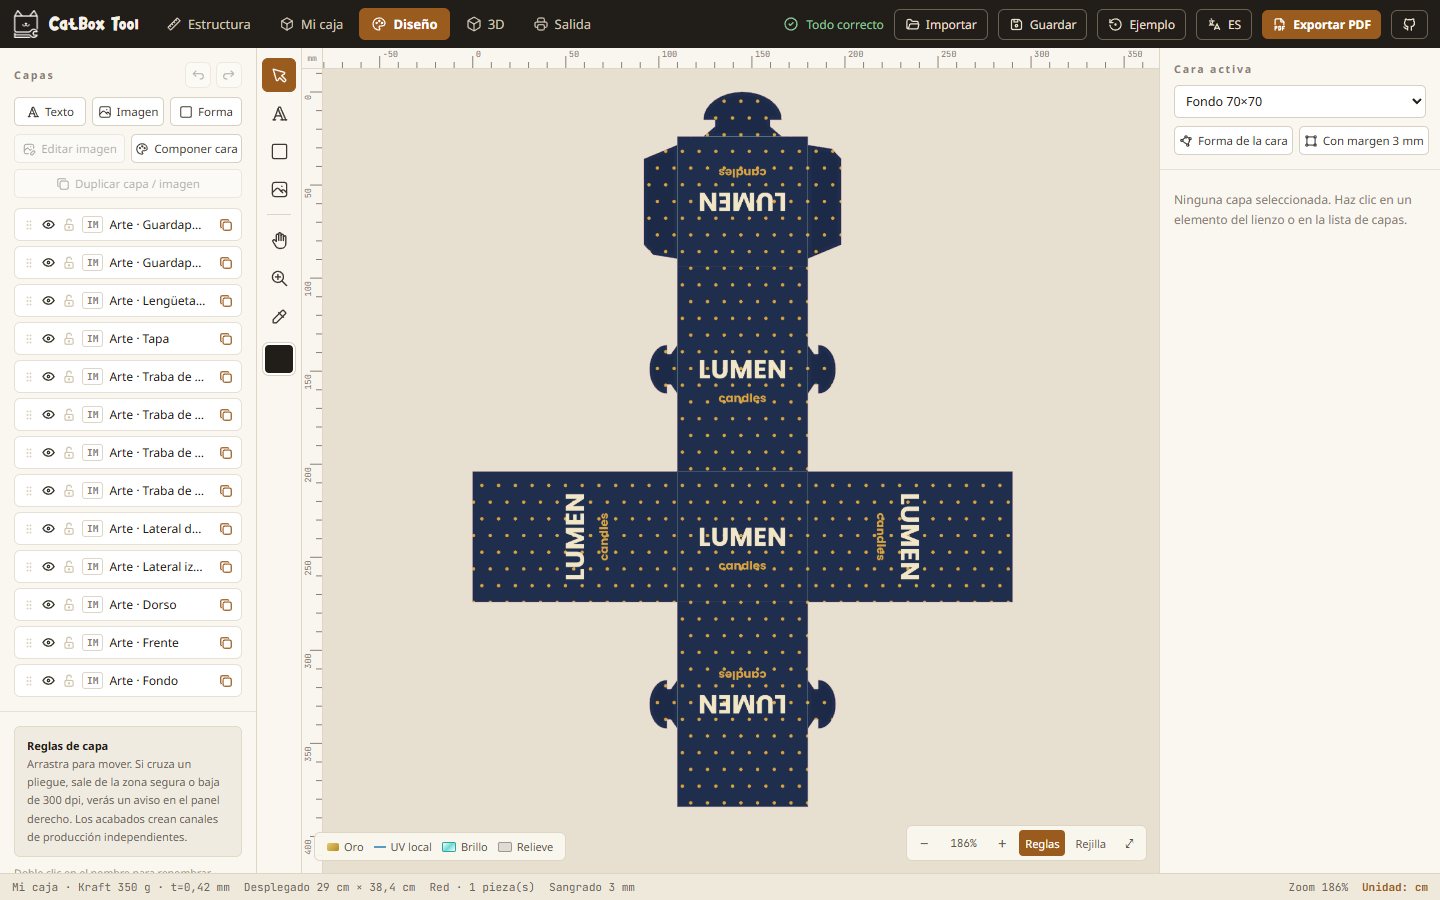 CatBox Tool
Estructura
Mi caja
Diseño
3D
Salida
Todo correcto
Importar
Guardar
Ejemplo
ES
PDF
Exportar PDF
Capas
Texto
Imagen
Forma
Editar imagen
Componer cara
Duplicar capa / imagen
IM Arte · Guardap...
IM Arte · Guardap...
IM Arte · Lengüeta...
IM Arte · Tapa
IM Arte · Traba de ...
IM Arte · Traba de ...
IM Arte · Traba de ...
IM Arte · Traba de ...
IM Arte · Lateral d...
IM Arte · Lateral iz...
IM Arte · Dorso
IM Arte · Frente
IM Arte · Fondo
Reglas de capa
Arrastra para mover. Si cruza un
pliegue, sale de la zona segura o baja
de 300 dpi, verás un aviso en el panel
derecho. Los acabados crean canales
de producción independientes.
Doble clic en el nombre para renombrar.
mm
-50
0
50
100
150
200
250
300
350
0
50
100
150
200
250
300
350
400
candles
LUMEN
LUMEN
candles
LUMEN
candles
LUMEN
candles
candles
LUMEN
candles
LUMEN
Oro
UV local
Brillo
Relieve
− 186% +
Reglas
Rejilla
Cara activa
Fondo 70×70
Forma de la cara
Con margen 3 mm
Ninguna capa seleccionada. Haz clic en un
elemento del lienzo o en la lista de capas.
Mi caja · Kraft 350 g · t=0,42 mm
Desplegado 29 cm × 38,4 cm
Red · 1 pieza(s)
Sangrado 3 mm
Zoom 186%
Unidad: cm